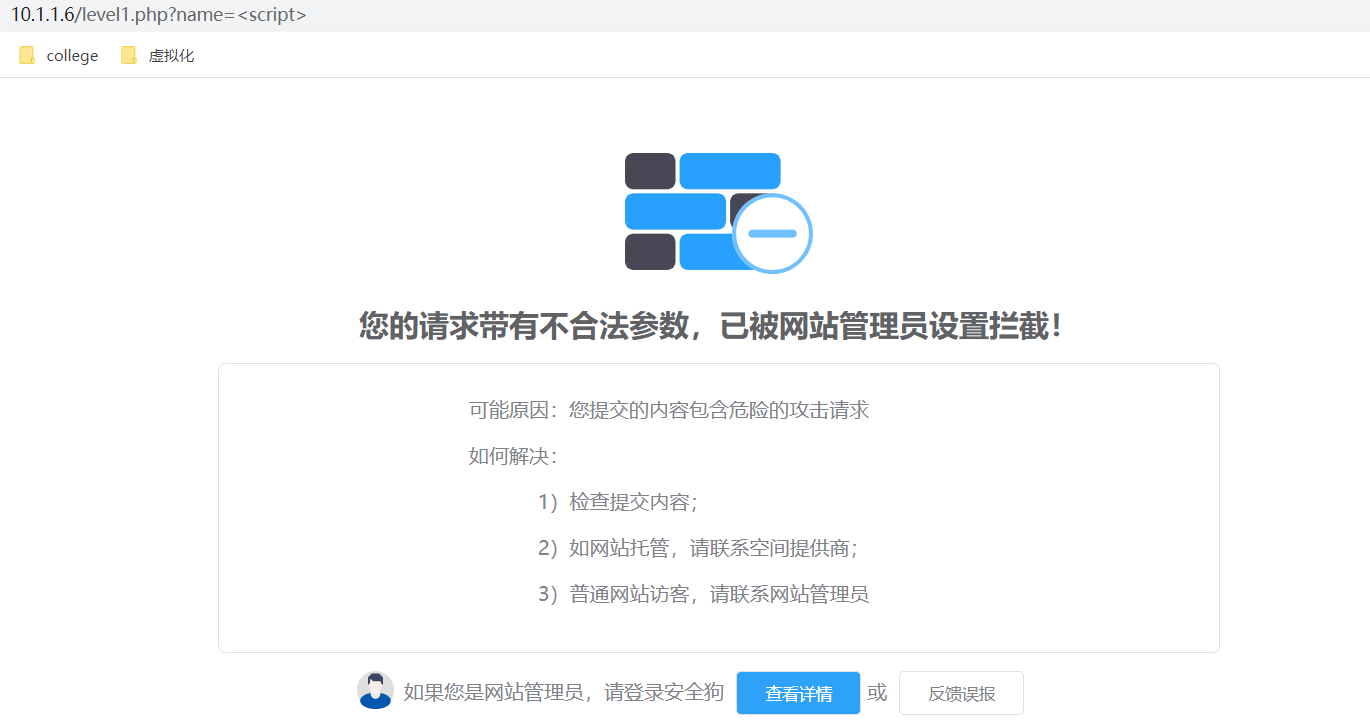 10.1.1.6/level1.php?name=<script>
college 虚拟化
您的请求带有不合法参数，已被网站管理员设置拦截！
可能原因：您提交的内容包含危险的攻击请求
如何解决：
1）检查提交内容；
2）如网站托管，请联系空间提供商；
3）普通网站访客，请联系网站管理员
如果您是网站管理员，请登录安全狗 查看详情 或 反馈误报